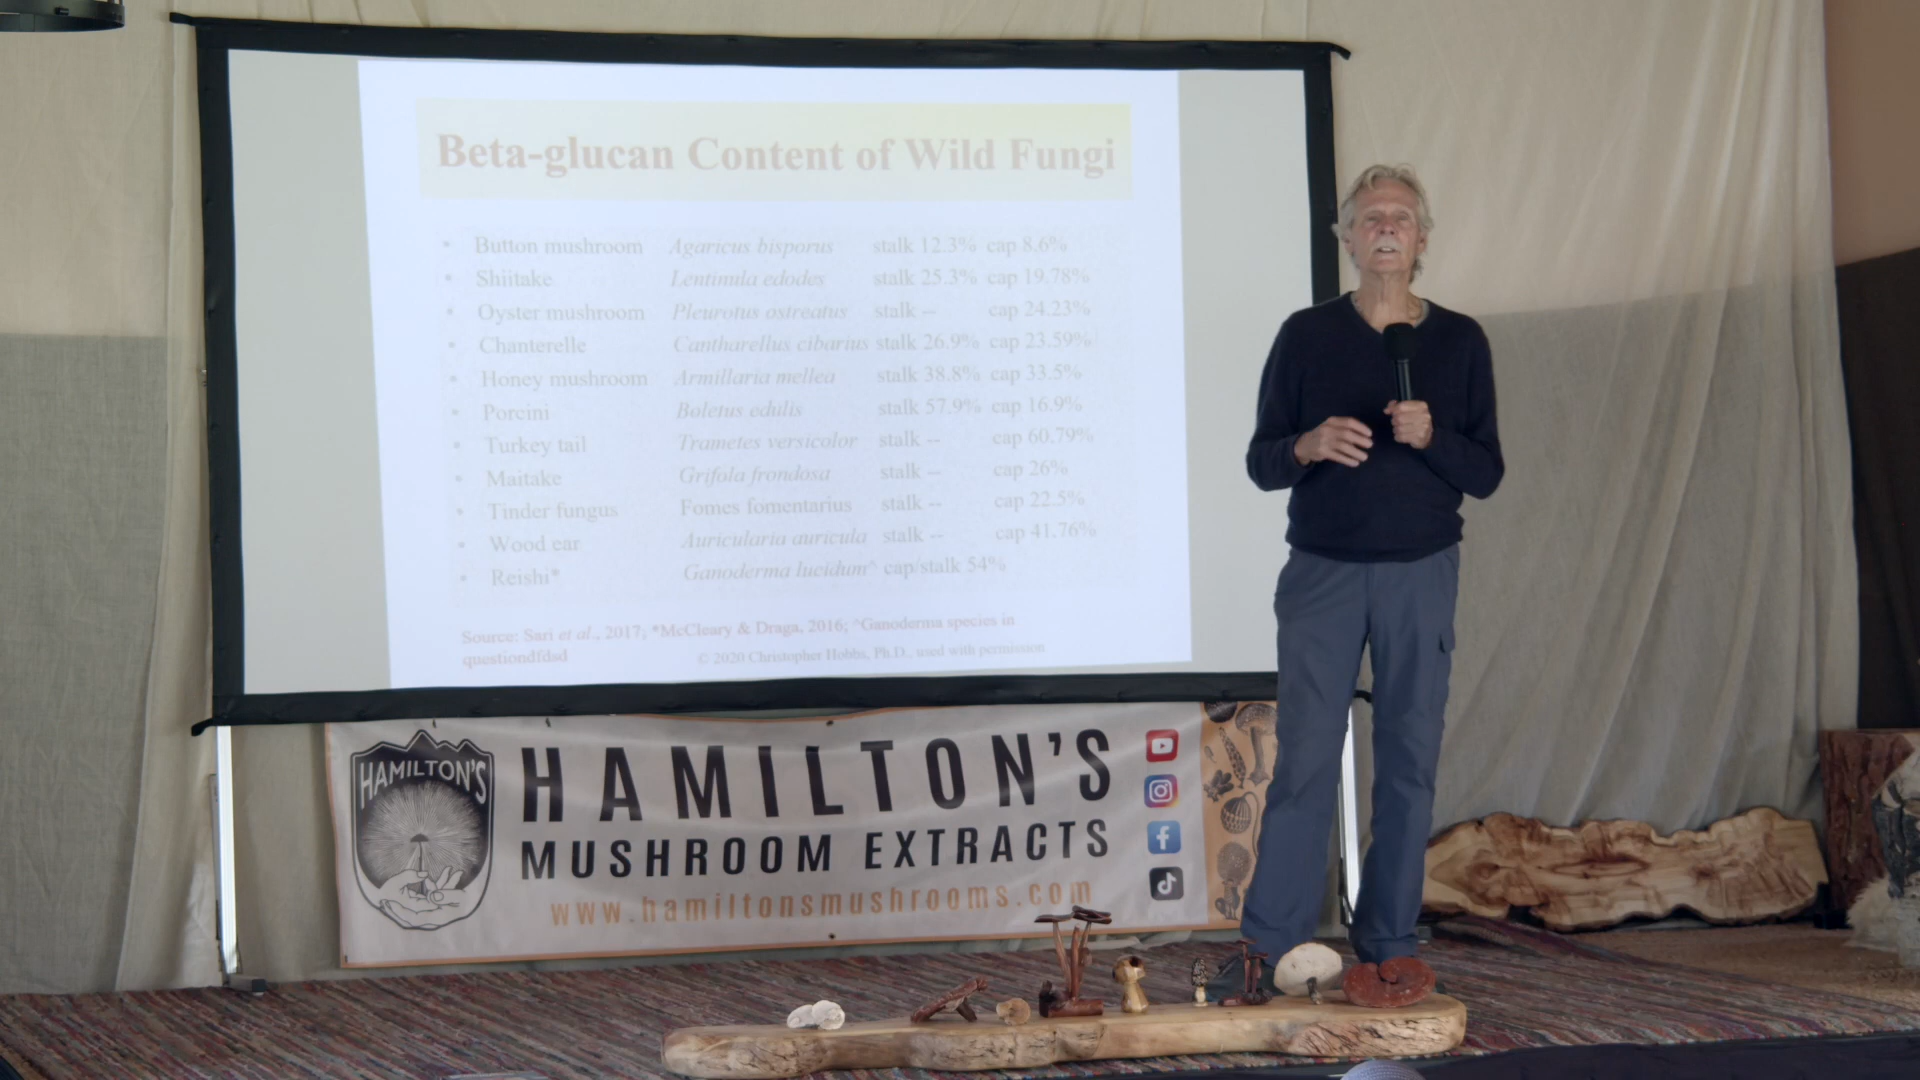 Beta-glucan Content of Wild Fungi
• Button mushroom Agaricus bisporus stalk 12.3% cap 8.6%
• Shiitake Lentinula edodes stalk 25.3% cap 19.78%
• Oyster mushroom Pleurotus ostreatus stalk -- cap 24.23%
• Chanterelle Cantharellus cibarius stalk 26.9% cap 23.59%
• Honey mushroom Armillaria mellea stalk 38.8% cap 33.5%
• Porcini Boletus edulis stalk 57.9% cap 16.9%
• Turkey tail Trametes versicolor stalk -- cap 60.79%
• Maitake Grifola frondosa stalk -- cap 26%
• Tinder fungus Fomes fomentarius stalk -- cap 22.5%
• Wood ear Auricularia auricula stalk -- cap 41.76%
• Reishi* Ganoderma lucidum^ cap/stalk 54%
Source: Sari et al., 2017; *McCleary & Draga, 2016; ^Ganoderma species in
questiondfdsd
© 2020 Christopher Hobbs, Ph.D., used with permission
HAMILTON'S
HAMILTON'S
MUSHROOM EXTRACTS
www.hamiltonsmushrooms.com